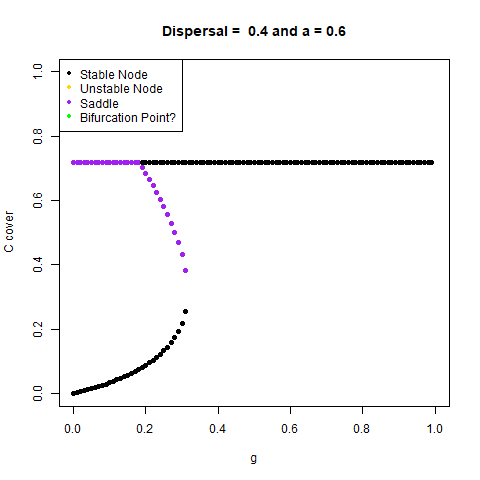 Dispersal =  0.4 and a = 0.6
Stable Node
Unstable Node
Saddle
Bifurcation Point?
C cover
1.0
0.8
0.6
0.4
0.2
0.0
0.0 0.2 0.4 0.6 0.8 1.0
g